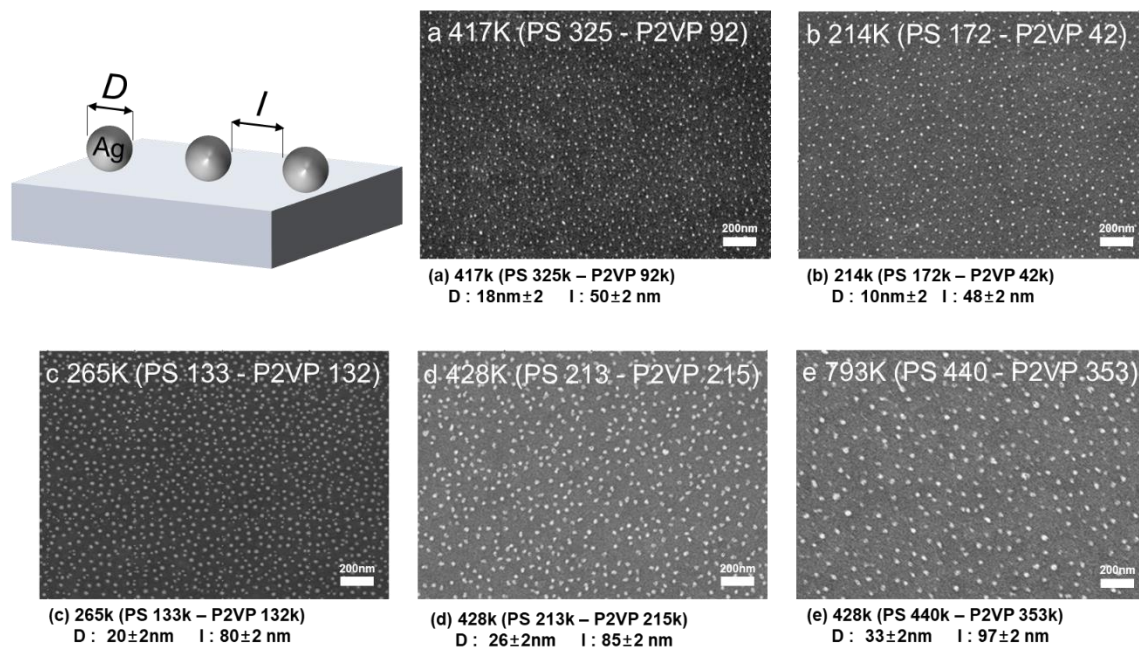 D
I
Ag
a 417K (PS 325 - P2VP 92)
200nm
(a) 417k (PS 325k – P2VP 92k)
D : 18nm±2 I : 50±2 nm
b 214K (PS 172 - P2VP 42)
200nm
(b) 214k (PS 172k – P2VP 42k)
D : 10nm±2 I : 48±2 nm
c 265K (PS 133 - P2VP 132)
200nm
(c) 265k (PS 133k – P2VP 132k)
D : 20±2nm I : 80±2 nm
d 428K (PS 213 - P2VP 215)
200nm
(d) 428k (PS 213k – P2VP 215k)
D : 26±2nm I : 85±2 nm
e 793K (PS 440 - P2VP 353)
200nm
(e) 428k (PS 440k – P2VP 353k)
D : 33±2nm I : 97±2 nm